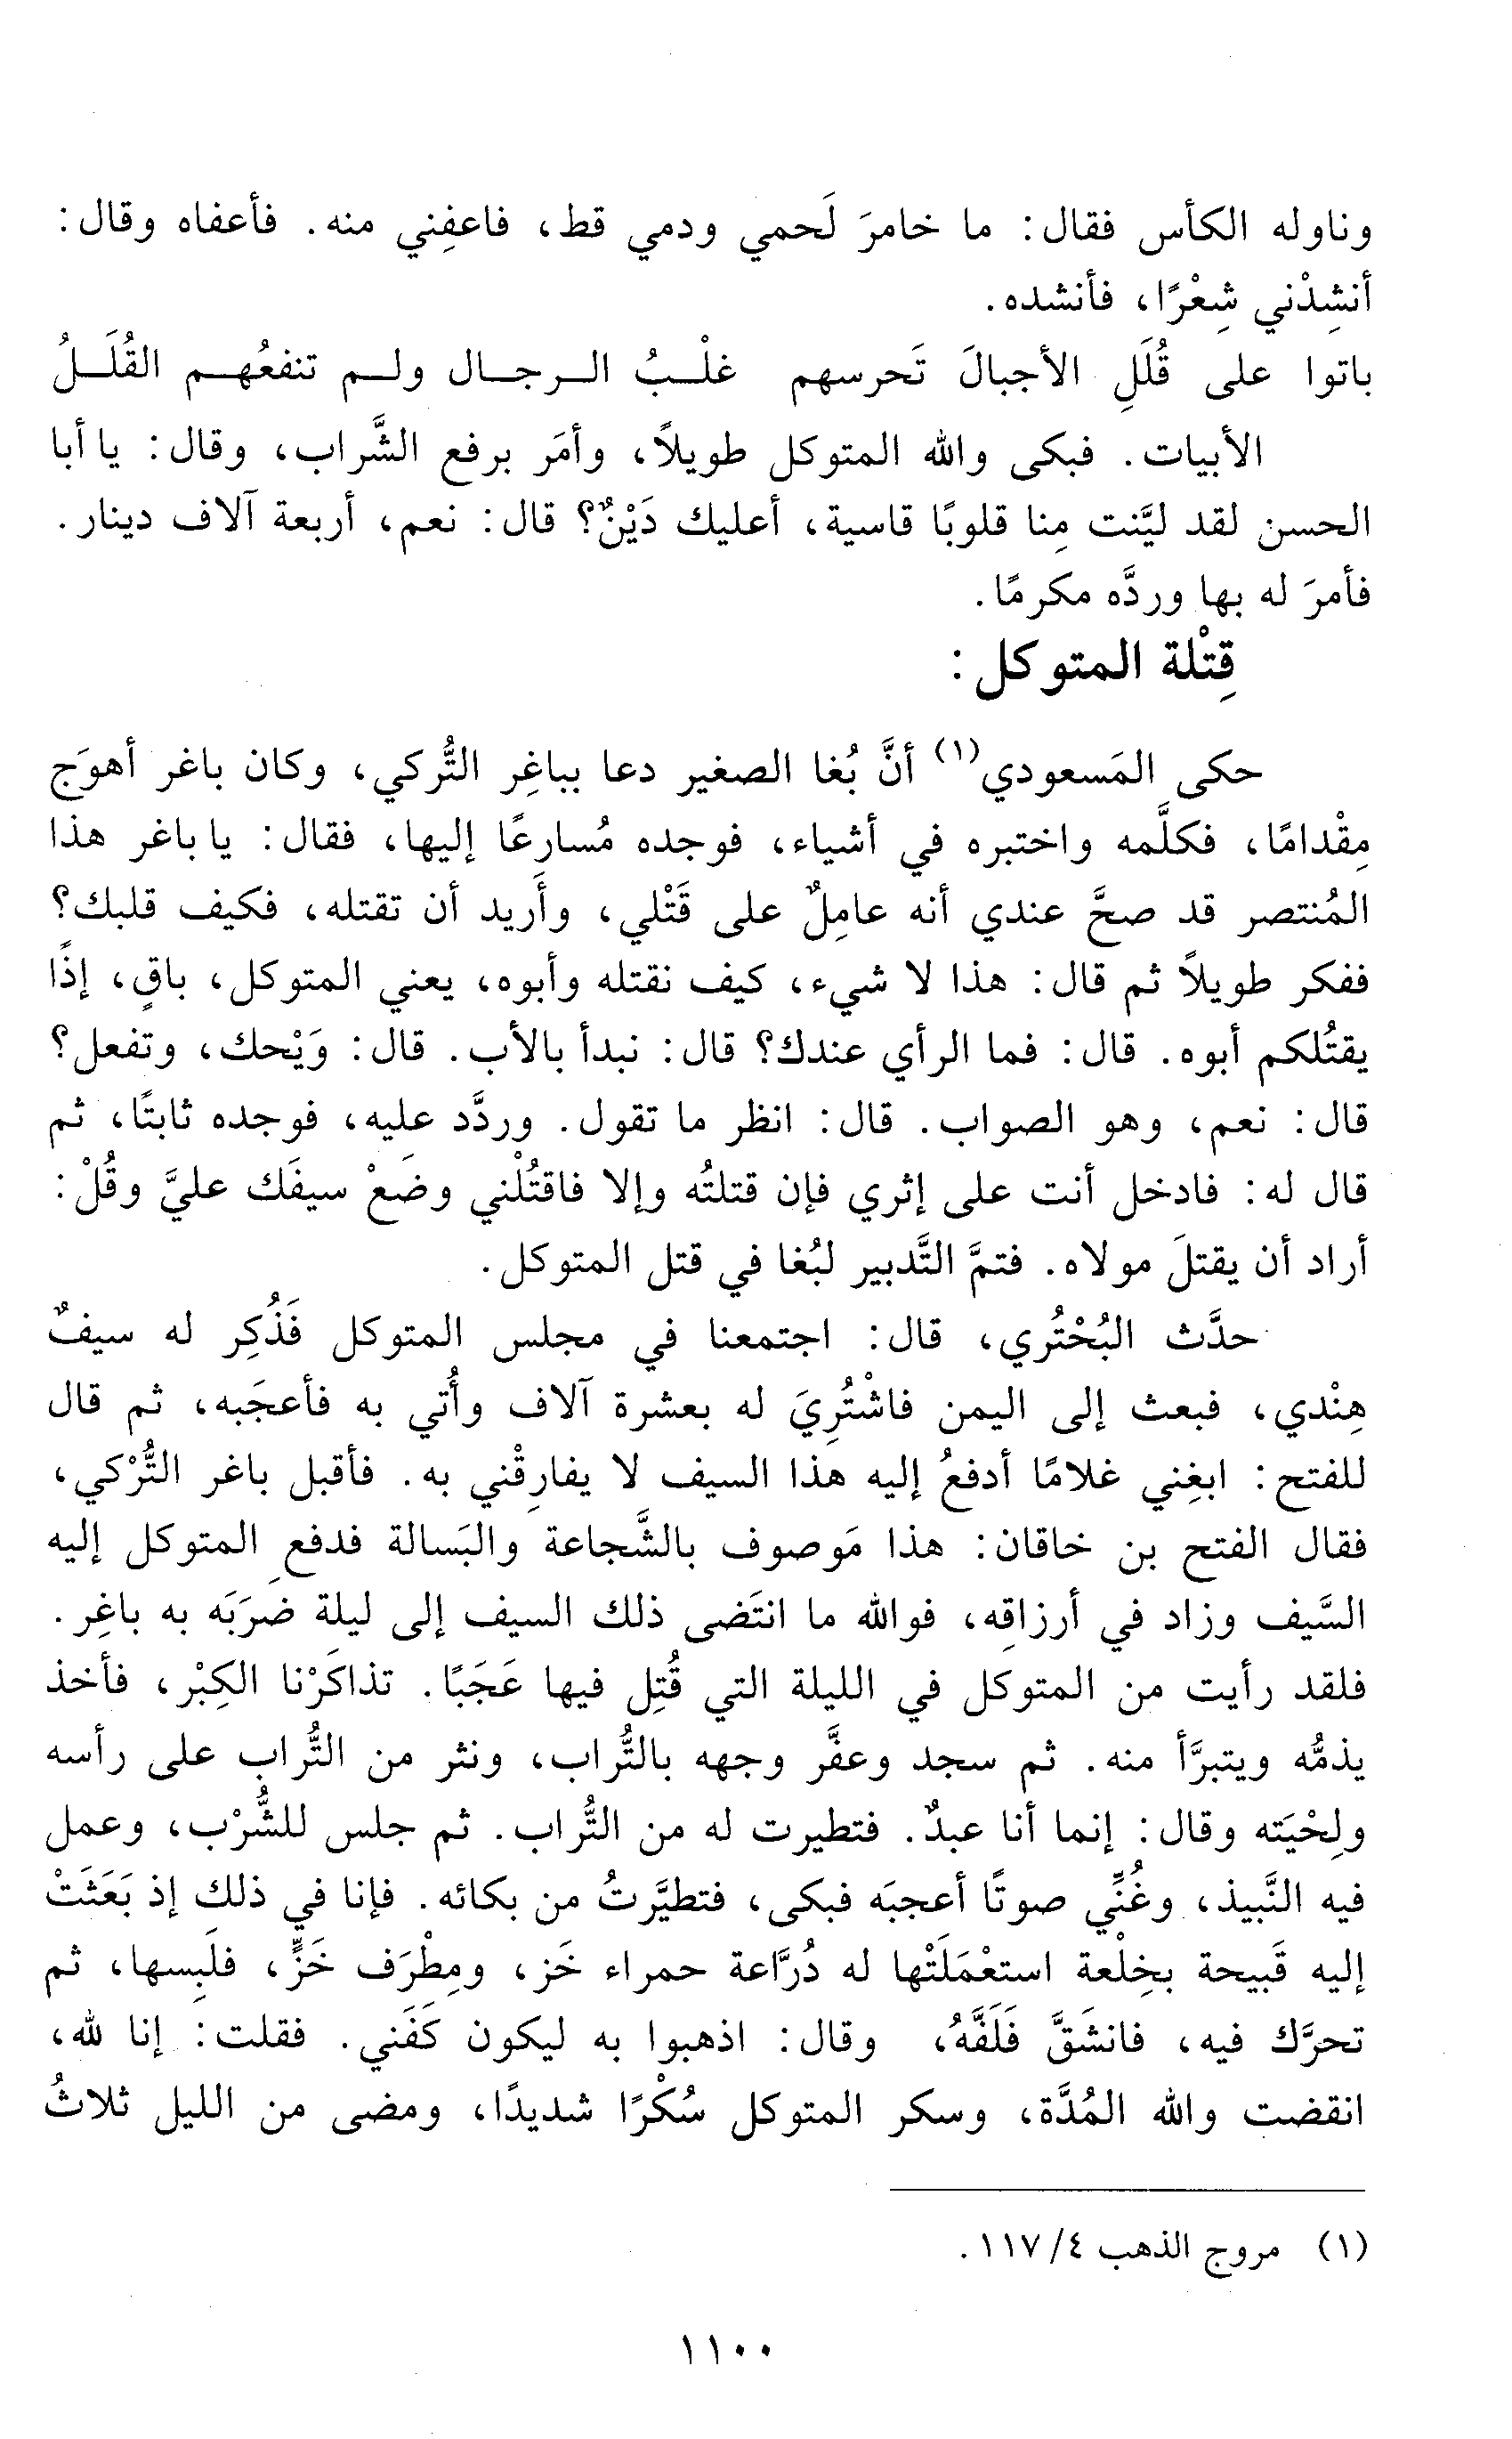 وناوله الكأس فقال: ما خامرَ لَحمي ودمي قط، فاعفِني منه. فأعفاه وقال:
أنشِدْني شِعْرًا، فأنشده.
باتوا على قُلَلِ الأجبالَ تَحرسهم غلْـبُ الـرجـال ولـم تنفعُهـم القُلَـلُ
الأبيات. فبكى والله المتوكل طويلاً، وأمَر برفع الشَّراب، وقال: يا أبا
الحسن لقد ليَّنت مِنا قلوبًا قاسية، أعليك دَيْنٌ؟ قال: نعم، أربعة آلاف دينار.
فأمرَ له بها وردَّه مكرمًا.
قِتْلة المتوكل:
حكى المَسعودي(١) أنَّ بُغا الصغير دعا بباغِر التُّركي، وكان باغر أهوَج
مِقْدامًا، فكلَّمه واختبره في أشياء، فوجده مُسارعًا إليها، فقال: يا باغر هذا
المُنتصر قد صحَّ عندي أنه عامِلٌ على قَتْلي، وأَريد أن تقتله، فكيف قلبك؟
ففكر طويلاً ثم قال: هذا لا شيء، كيف نقتله وأبوه، يعني المتوكل، باقٍ، إذًا
يقتُلكم أبوه. قال: فما الرأي عندك؟ قال: نبدأ بالأب. قال: وَيْحك، وتفعل؟
قال: نعم، وهو الصواب. قال: انظر ما تقول. وردَّد عليه، فوجده ثابتًا، ثم
قال له: فادخل أنت على إثري فإن قتلتُه وإلا فاقتُلْني وضَعْ سيفَك عليَّ وقُلْ:
أراد أن يقتلَ مولاه. فتمَّ التَّدبير لبُغا في قتل المتوكل.
حدَّث البُحْتُري، قال: اجتمعنا في مجلس المتوكل فَذُكِر له سيفٌ
هِنْدي، فبعث إلى اليمن فاشْتُرِيَ له بعشرة آلاف وأُتي به فأعجَبه، ثم قال
للفتح: ابغِني غلامًا أدفعُ إليه هذا السيف لا يفارِقْني به. فأقبل باغر التُّرْكي،
فقال الفتح بن خاقان: هذا مَوصوف بالشَّجاعة والبَسالة فدفع المتوكل إليه
السَّيف وزاد في أرزاقِه، فوالله ما انتَضى ذلك السيف إلى ليلة ضرَبَه به باغِر.
فلقد رأيت من المتوكل في الليلة التي قُتِل فيها عَجَبًا. تذاكَرْنا الكِبْر، فأخذ
يذمُّه ويتبرَّأ منه. ثم سجد وعفَّر وجهه بالتُّراب، ونثر من التُّراب على رأسه
ولِحْيَته وقال: إنما أنا عبدٌ. فتطيرت له من التُّراب. ثم جلس للشُّرْب، وعمل
فيه النَّبيذ، وغُنِّي صوتًا أعجبَه فبكى، فتطيَّرتُ من بكائه. فإنا في ذلك إذ بَعَثَتْ
إليه قَبيحة بخِلْعة استعْمَلَتْها له دُرَّاعة حمراء خَز، ومِطْرَف خَزٍّ، فلَبِسها، ثم
تحرَّك فيه، فانشَقَّ فَلَفَّهُ، وقال: اذهبوا به ليكون كَفَني. فقلت: إنا لله،
انقضت والله المُدَّة، وسكر المتوكل سُكْرًا شديدًا، ومضى من الليل ثلاثُ
(١) مروج الذهب ٤/ ١١٧.
١١٠٠